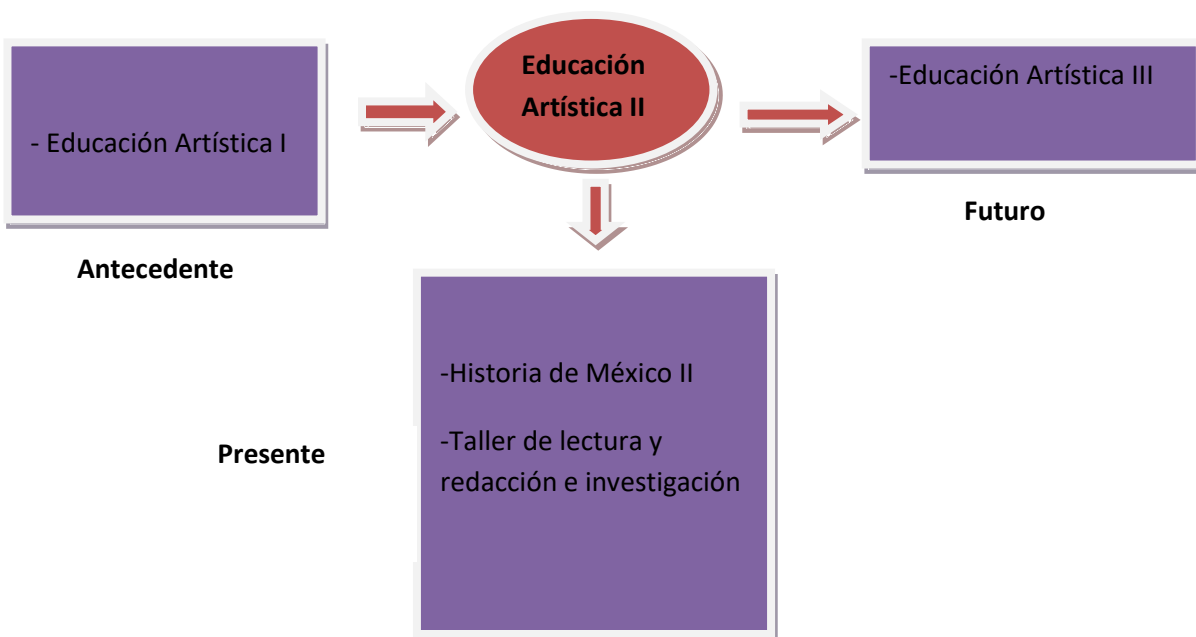 - Educación Artística I
Antecedente
Educación
Artística II
-Educación Artística III
Futuro
Presente
-Historia de México II
-Taller de lectura y
redacción e investigación